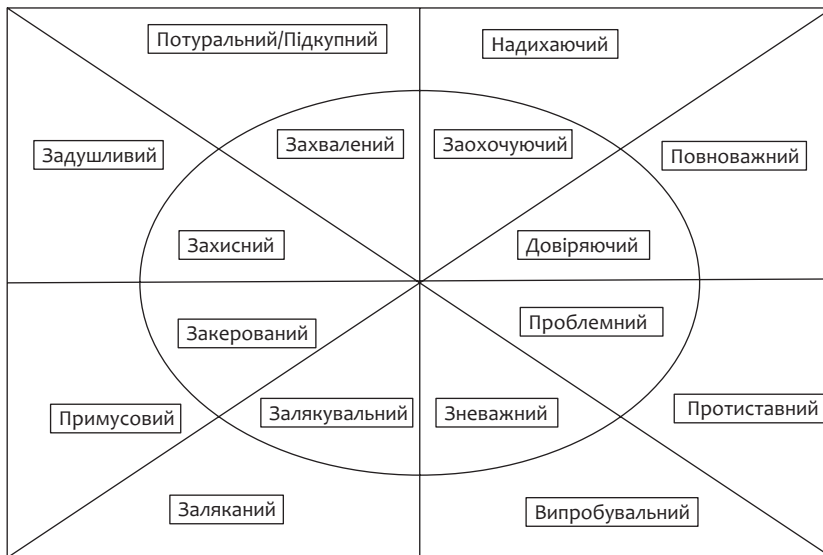 Потуральний/Підкупний
Надихаючий
Захвалений
Заохочуючий
Задушливий
Повноважний
Захисний
Довіряючий
Закерований
Проблемний
Примусовий
Залякувальний
Зневажний
Протиставний
Заляканий
Випробувальний